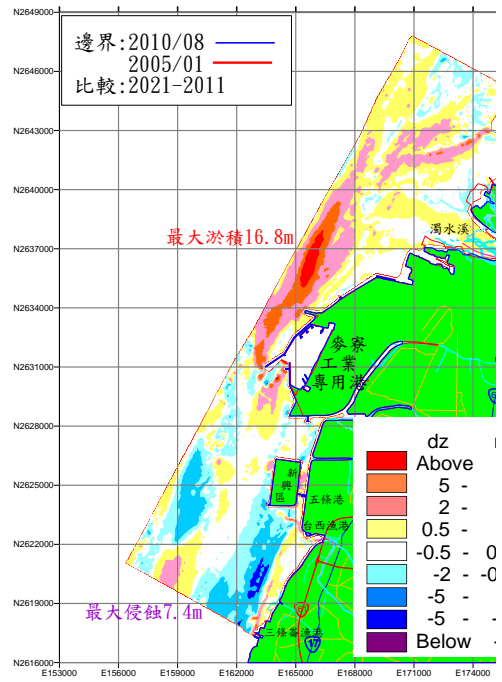 N2649000
邊界:2010/08
2005/01
比較:2021-2011
N2646000
N2643000
N2640000
濁水溪
最大淤積16.8m
N2637000
N2634000
麥寮
工業
專用港
N2631000
N2628000
新興區
五條港
台西漁港
N2625000
N2622000
最大侵蝕7.4m
N2619000
三條崙漁港
17
N2616000
E153000
E156000
E159000
E162000
E165000
E168000
E171000
E174000
dz
Above
5 -
2 -
0.5 -
-0.5 - 0
-2 - -0
-5 -
-5 - -
Below -